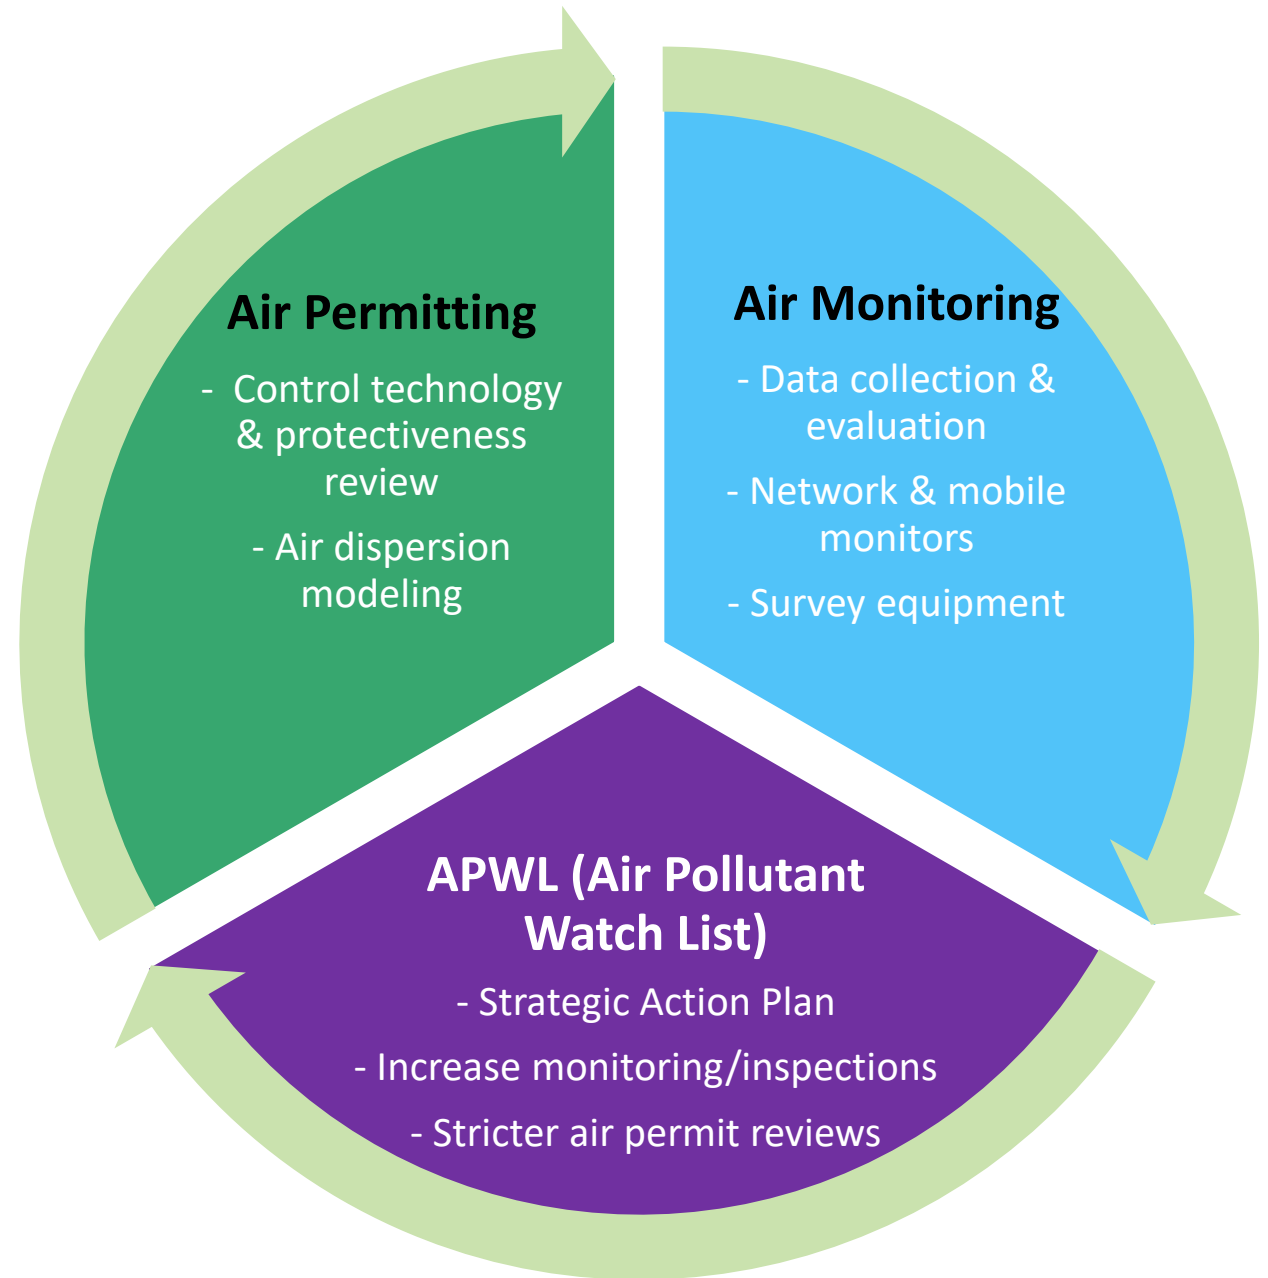 Air Permitting
- Control technology
& protectiveness
review
- Air dispersion
modeling
Air Monitoring
- Data collection &
evaluation
- Network & mobile
monitors
- Survey equipment
APWL (Air Pollutant
Watch List)
- Strategic Action Plan
- Increase monitoring/inspections
- Stricter air permit reviews